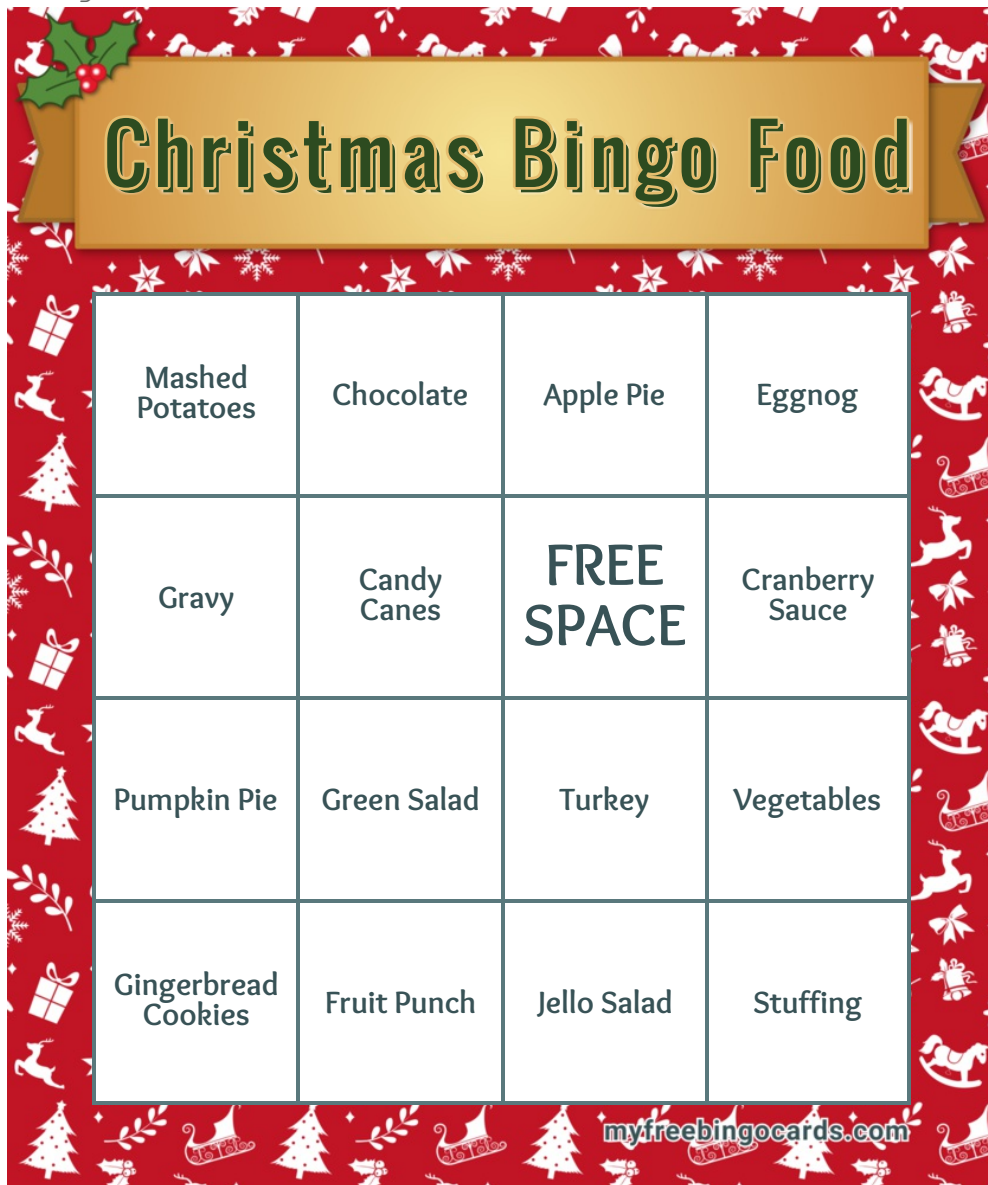 Christmas Bingo Food
Mashed
Potatoes
Chocolate
Apple Pie
Eggnog
Gravy
Candy
Canes
FREE
SPACE
Cranberry
Sauce
Pumpkin Pie
Green Salad
Turkey
Vegetables
Gingerbread
Cookies
Fruit Punch
Jello Salad
Stuffing
myfreebingocards.com